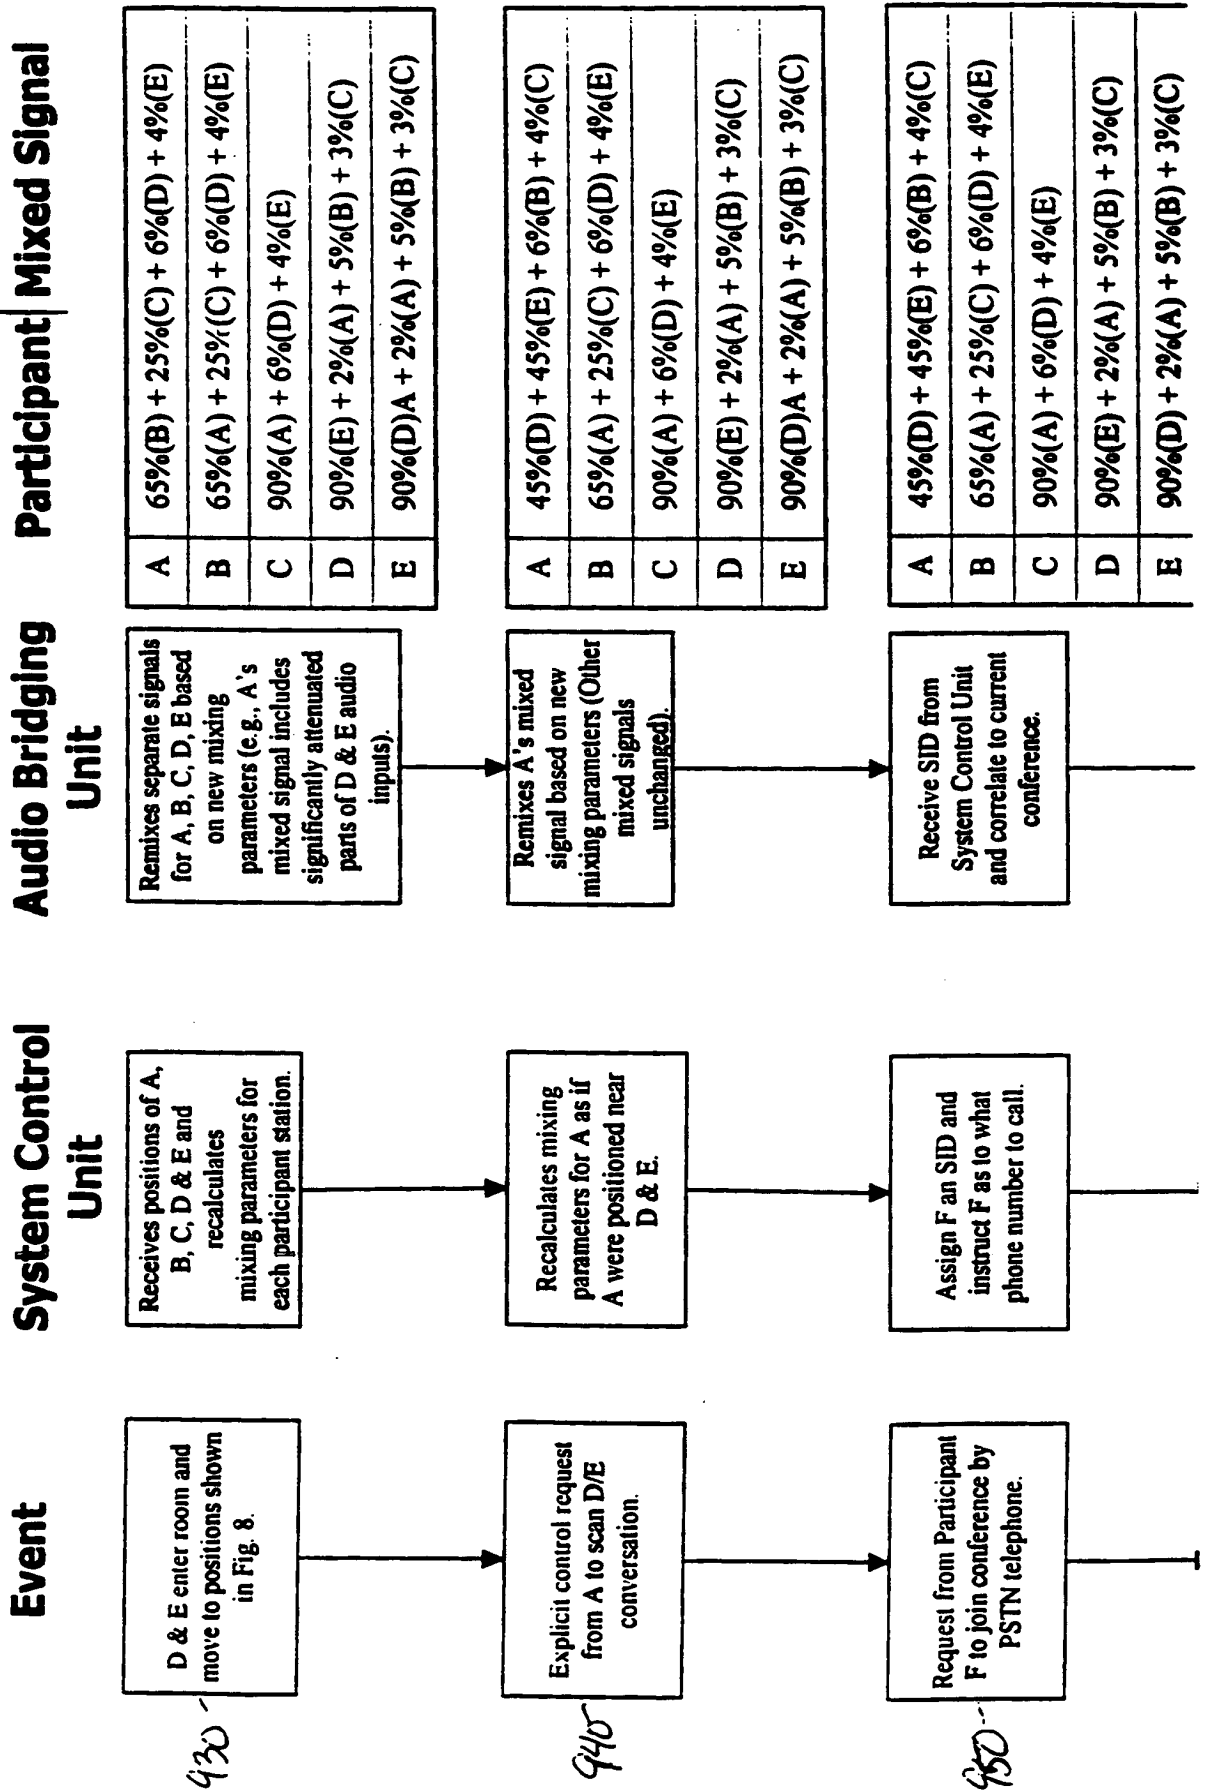 Event
System Control
Unit
Audio Bridging
Unit
Participant
Mixed Signal
930
D & E enter room and
move to positions shown
in Fig. 8.
Receives positions of A,
B, C, D & E and
recalculates
mixing parameters for
each participant station.
Remixes separate signals
for A, B, C, D, E based
on new mixing
parameters (e.g., A's
mixed signal includes
significantly attenuated
parts of D & E audio
inputs).
A 65%(B) + 25%(C) + 6%(D) + 4%(E)
B 65%(A) + 25%(C) + 6%(D) + 4%(E)
C 90%(A) + 6%(D) + 4%(E)
D 90%(E) + 2%(A) + 5%(B) + 3%(C)
E 90%(D)A + 2%(A) + 5%(B) + 3%(C)
940
Explicit control request
from A to scan D/E
conversation.
Recalculates mixing
parameters for A as if
A were positioned near
D & E.
Remixes A's mixed
signal based on new
mixing parameters (Other
mixed signals
unchanged).
A 45%(D) + 45%(E) + 6%(B) + 4%(C)
B 65%(A) + 25%(C) + 6%(D) + 4%(E)
C 90%(A) + 6%(D) + 4%(E)
D 90%(E) + 2%(A) + 5%(B) + 3%(C)
E 90%(D)A + 2%(A) + 5%(B) + 3%(C)
950
Request from Participant
F to join conference by
PSTN telephone.
Assign F an SID and
instruct F as to what
phone number to call.
Receive SID from
System Control Unit
and correlate to current
conference.
A 45%(D) + 45%(E) + 6%(B) + 4%(C)
B 65%(A) + 25%(C) + 6%(D) + 4%(E)
C 90%(A) + 6%(D) + 4%(E)
D 90%(E) + 2%(A) + 5%(B) + 3%(C)
E 90%(D) + 2%(A) + 5%(B) + 3%(C)